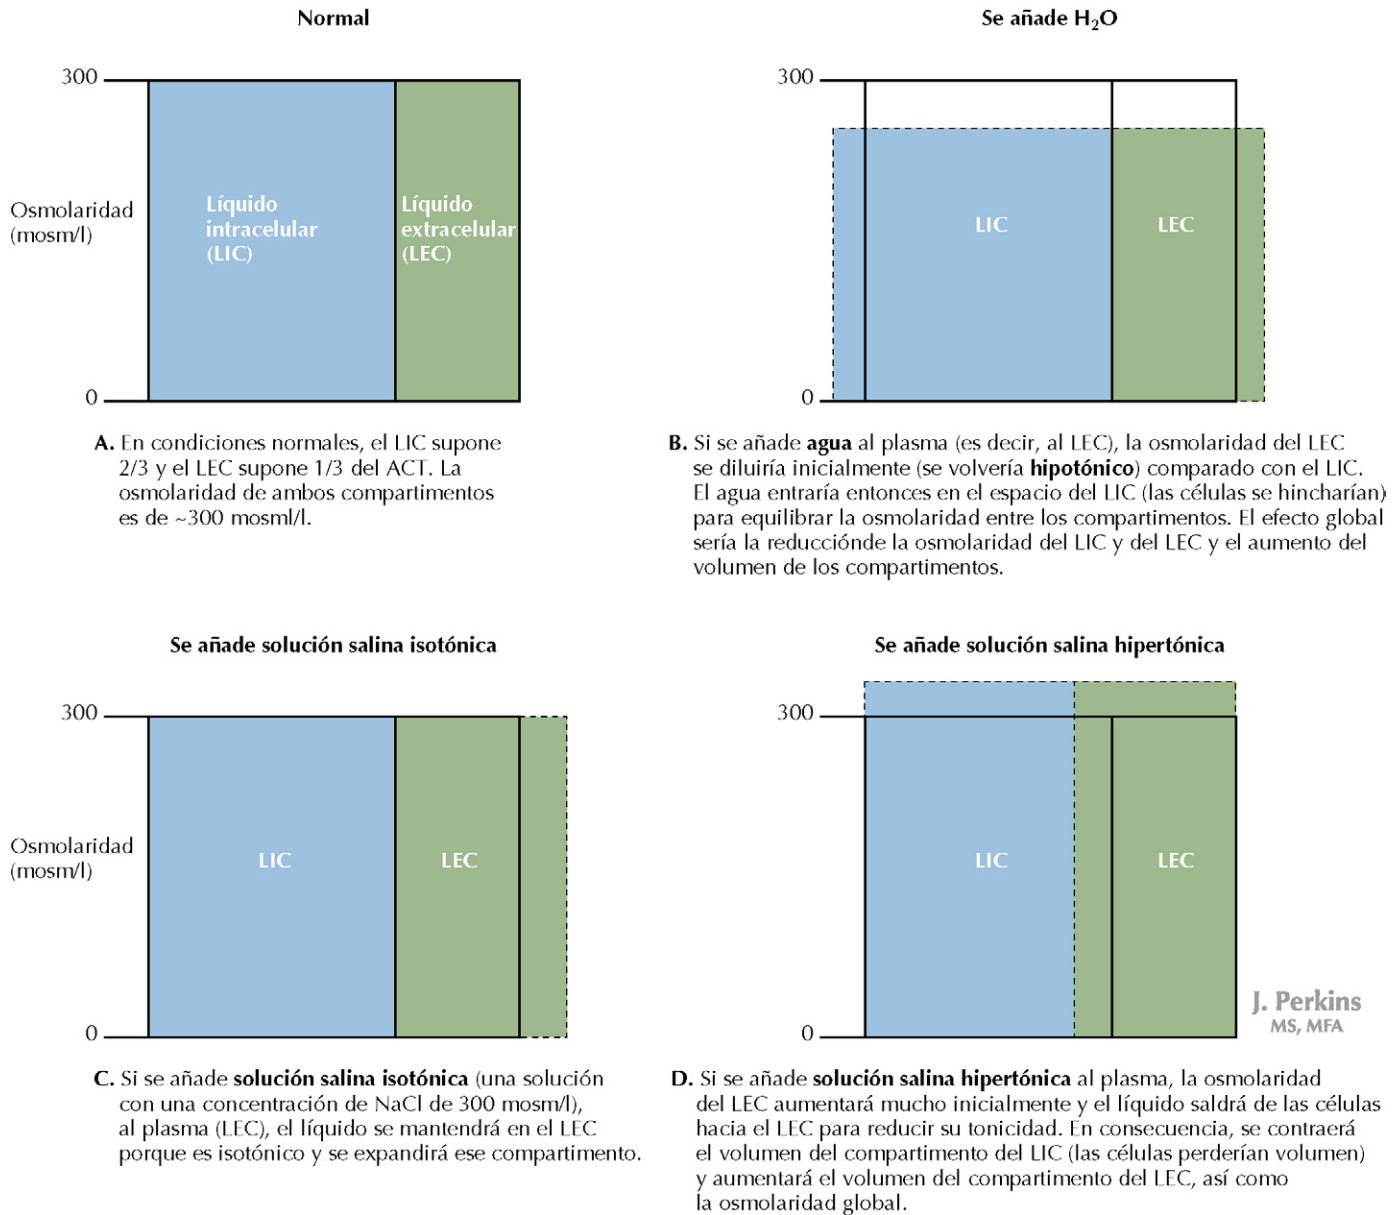 Normal
300
Osmolaridad
(mosm/l)
Líquido
intracelular
(LIC)
Líquido
extracelular
(LEC)
0
A. En condiciones normales, el LIC supone
2/3 y el LEC supone 1/3 del ACT. La
osmolaridad de ambos compartimentos
es de ~300 mosml/l.
Se añade H₂O
300
LIC
LEC
0
B. Si se añade agua al plasma (es decir, al LEC), la osmolaridad del LEC
se diluiría inicialmente (se volvería hipotónico) comparado con el LIC.
El agua entraría entonces en el espacio del LIC (las células se hincharían)
para equilibrar la osmolaridad entre los compartimentos. El efecto global
sería la reducciónde la osmolaridad del LIC y del LEC y el aumento del
volumen de los compartimentos.
Se añade solución salina isotónica
300
Osmolaridad
(mosm/l)
LIC
LEC
0
C. Si se añade solución salina isotónica (una solución
con una concentración de NaCl de 300 mosm/l),
al plasma (LEC), el líquido se mantendrá en el LEC
porque es isotónico y se expandirá ese compartimento.
Se añade solución salina hipertónica
300
LIC
LEC
0
J. Perkins
MS, MFA
D. Si se añade solución salina hipertónica al plasma, la osmolaridad
del LEC aumentará mucho inicialmente y el líquido saldrá de las células
hacia el LEC para reducir su tonicidad. En consecuencia, se contraerá
el volumen del compartimento del LIC (las células perderían volumen)
y aumentará el volumen del compartimento del LEC, así como
la osmolaridad global.